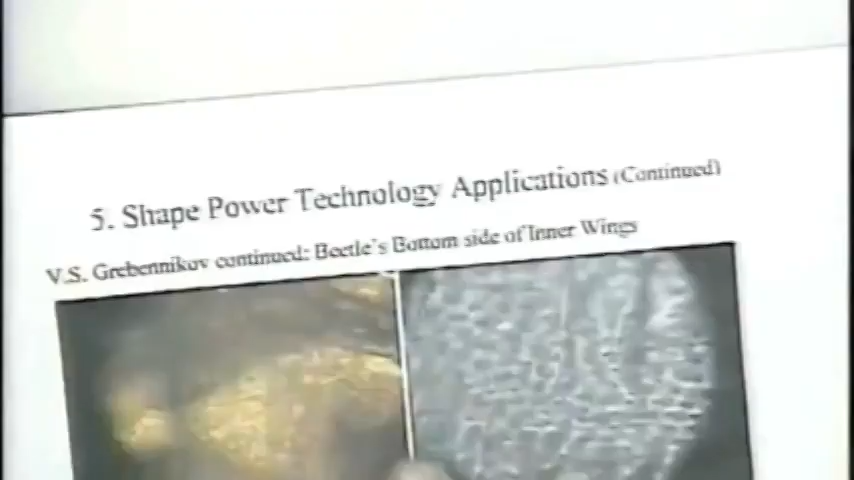 5. Shape Power Technology Applications (Continued)
V.S. Grebennikov continued: Beetle's Bottom side of Inner Wings